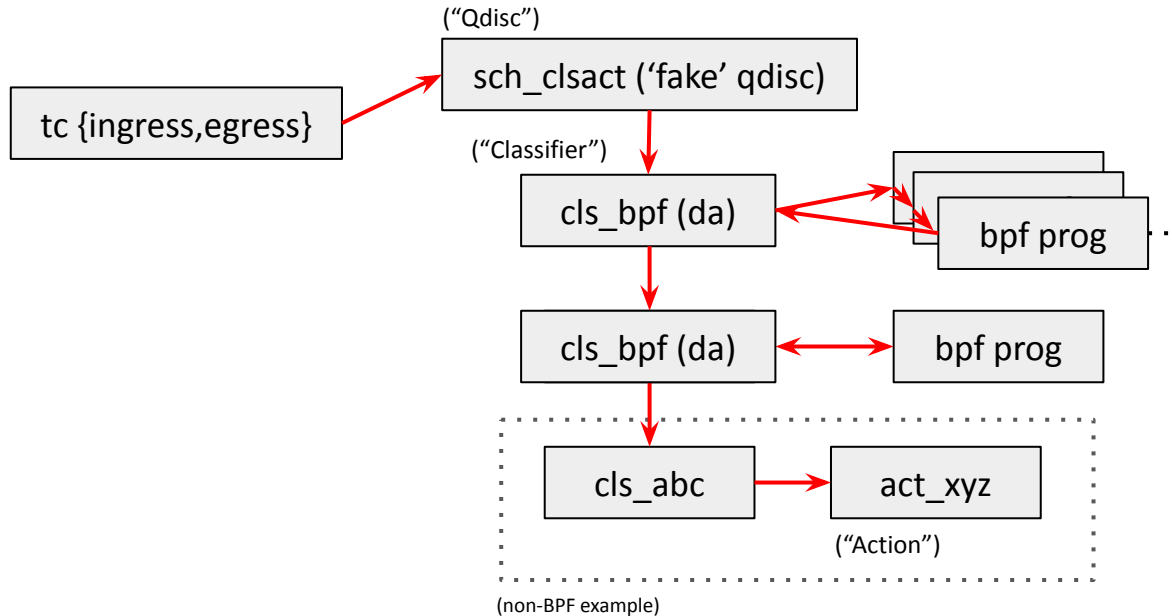 (“Qdisc”)
sch_clsact (‘fake’ qdisc)
tc {ingress,egress}
(“Classifier”)
cls_bpf (da)
bpf prog
cls_bpf (da)
bpf prog
cls_abc
act_xyz
(“Action”)
(non-BPF example)